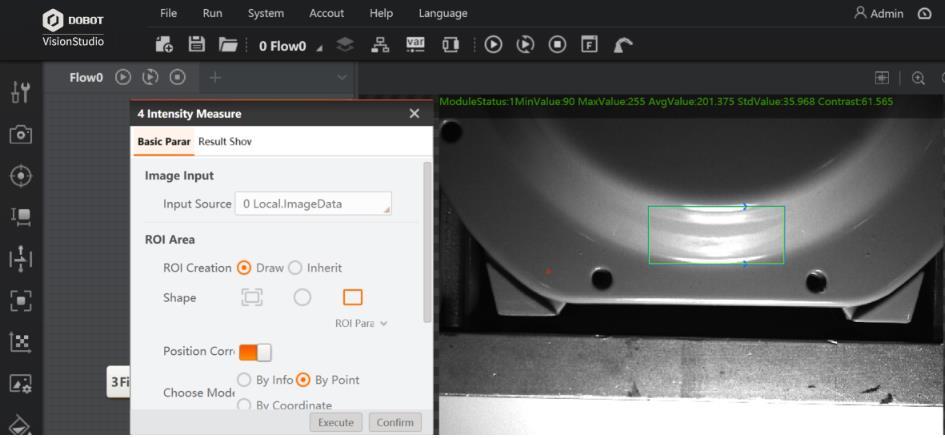 DOBOT
VisionStudio
File Run System Accout Help Language
Admin
0 Flow0
var
F
Flow0
4 Intensity Measure
Basic Parar Result Shov
Image Input
Input Source 0 Local.ImageData
ROI Area
ROI Creation Draw Inherit
Shape
ROI Para
Position Corr
Choose Mode By Info By Point
By Coordinate
Execute Confirm
3 Fi
ModuleStatus:1MinValue:90 MaxValue:255 AvgValue:201.375 StdValue:35.968 Contrast:61.565